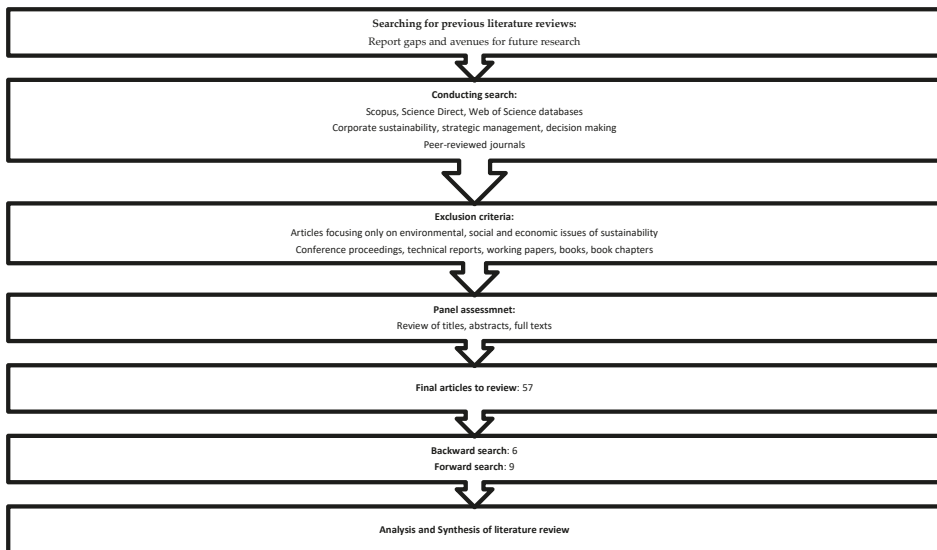 Searching for previous literature reviews:
Report gaps and avenues for future research
Conducting search:
Scopus, Science Direct, Web of Science databases
Corporate sustainability, strategic management, decision making
Peer-reviewed journals
Exclusion criteria:
Articles focusing only on environmental, social and economic issues of sustainability
Conference proceedings, technical reports, working papers, books, book chapters
Panel assessmnet:
Review of titles, abstracts, full texts
Final articles to review: 57
Backward search: 6
Forward search: 9
Analysis and Synthesis of literature review